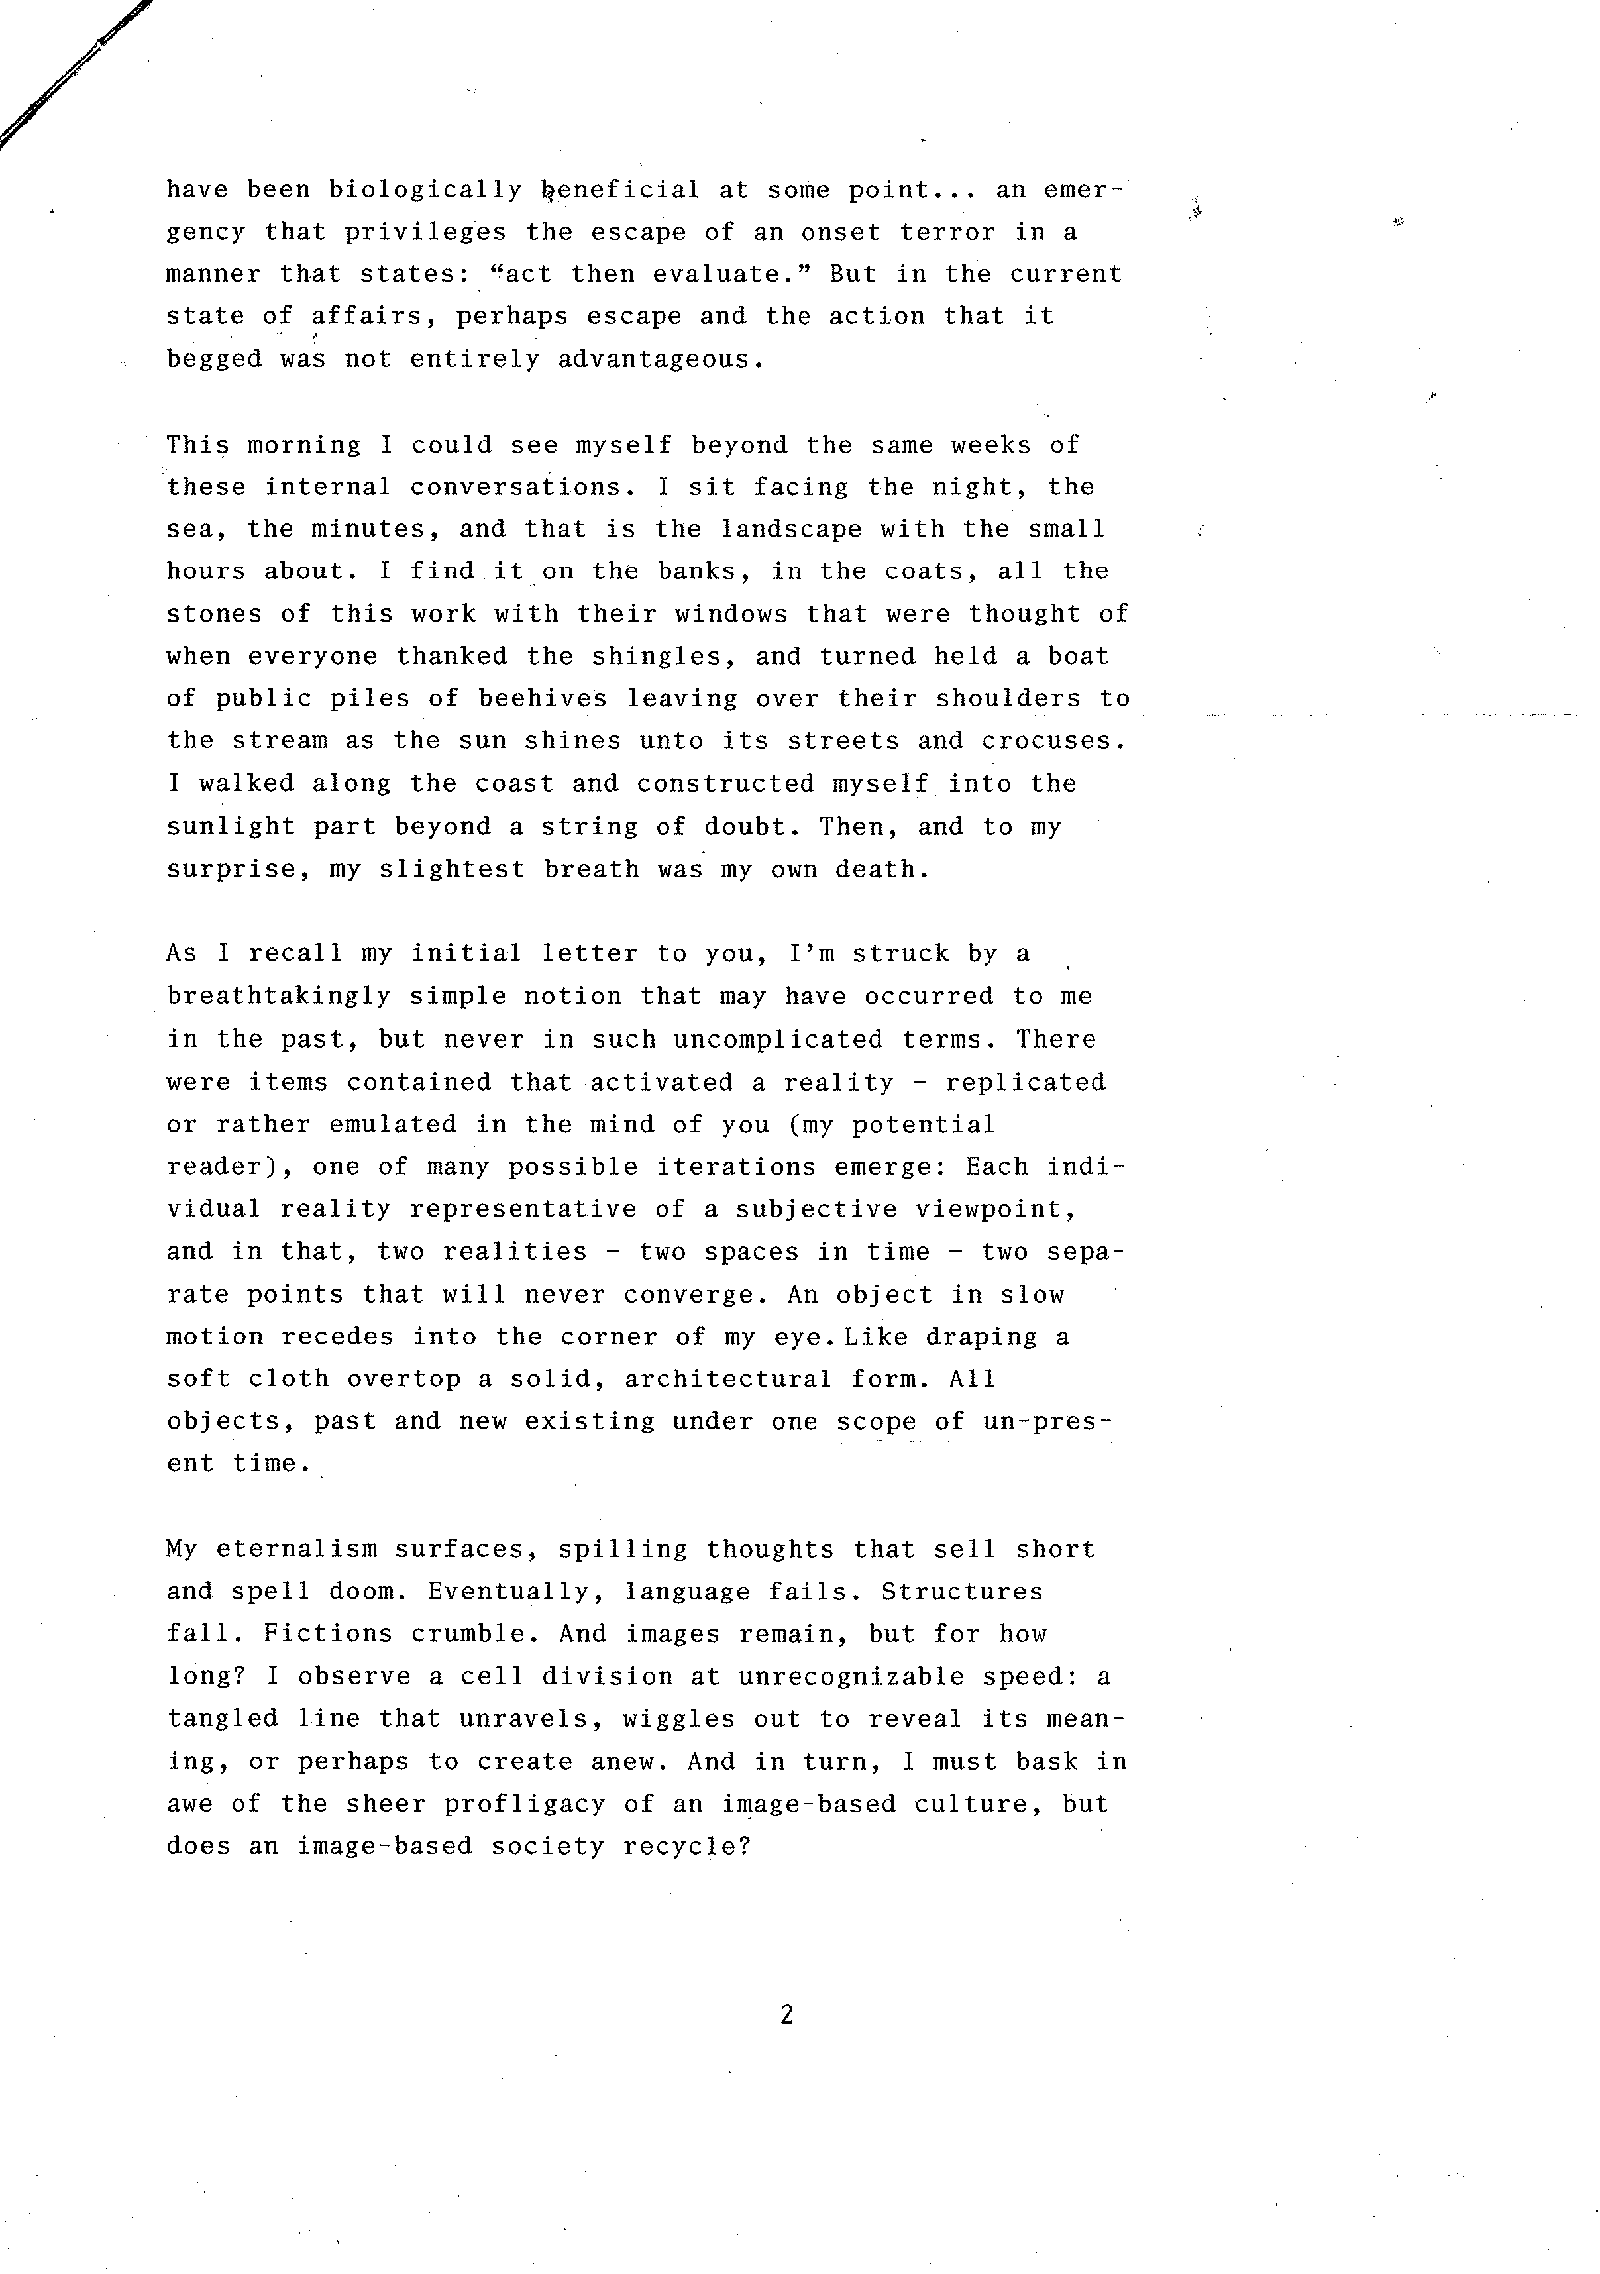 have been biologically beneficial at some point... an emer-
gency that privileges the escape of an onset terror in a
manner that states: “act then evaluate.” But in the current
state of affairs, perhaps escape and the action that it
begged was not entirely advantageous.
This morning I could see myself beyond the same weeks of
these internal conversations. I sit facing the night, the
sea, the minutes, and that is the landscape with the small
hours about. I find it on the banks, in the coats, all the
stones of this work with their windows that were thought of
when everyone thanked the shingles, and turned held a boat
of public piles of beehives leaving over their shoulders to
the stream as the sun shines unto its streets and crocuses.
I walked along the coast and constructed myself into the
sunlight part beyond a string of doubt. Then, and to my
surprise, my slightest breath was my own death.
As I recall my initial letter to you, I’m struck by a
breathtakingly simple notion that may have occurred to me
in the past, but never in such uncomplicated terms. There
were items contained that activated a reality – replicated
or rather emulated in the mind of you (my potential
reader), one of many possible iterations emerge: Each indi-
vidual reality representative of a subjective viewpoint,
and in that, two realities – two spaces in time – two sepa-
rate points that will never converge. An object in slow
motion recedes into the corner of my eye.Like draping a
soft cloth overtop a solid, architectural form. All
objects, past and new existing under one scope of un-pres-
ent time.
My eternalism surfaces, spilling thoughts that sell short
and spell doom. Eventually, language fails. Structures
fall. Fictions crumble. And images remain, but for how
long? I observe a cell division at unrecognizable speed: a
tangled line that unravels, wiggles out to reveal its mean-
ing, or perhaps to create anew. And in turn, I must bask in
awe of the sheer profligacy of an image-based culture, but
does an image-based society recycle?
2